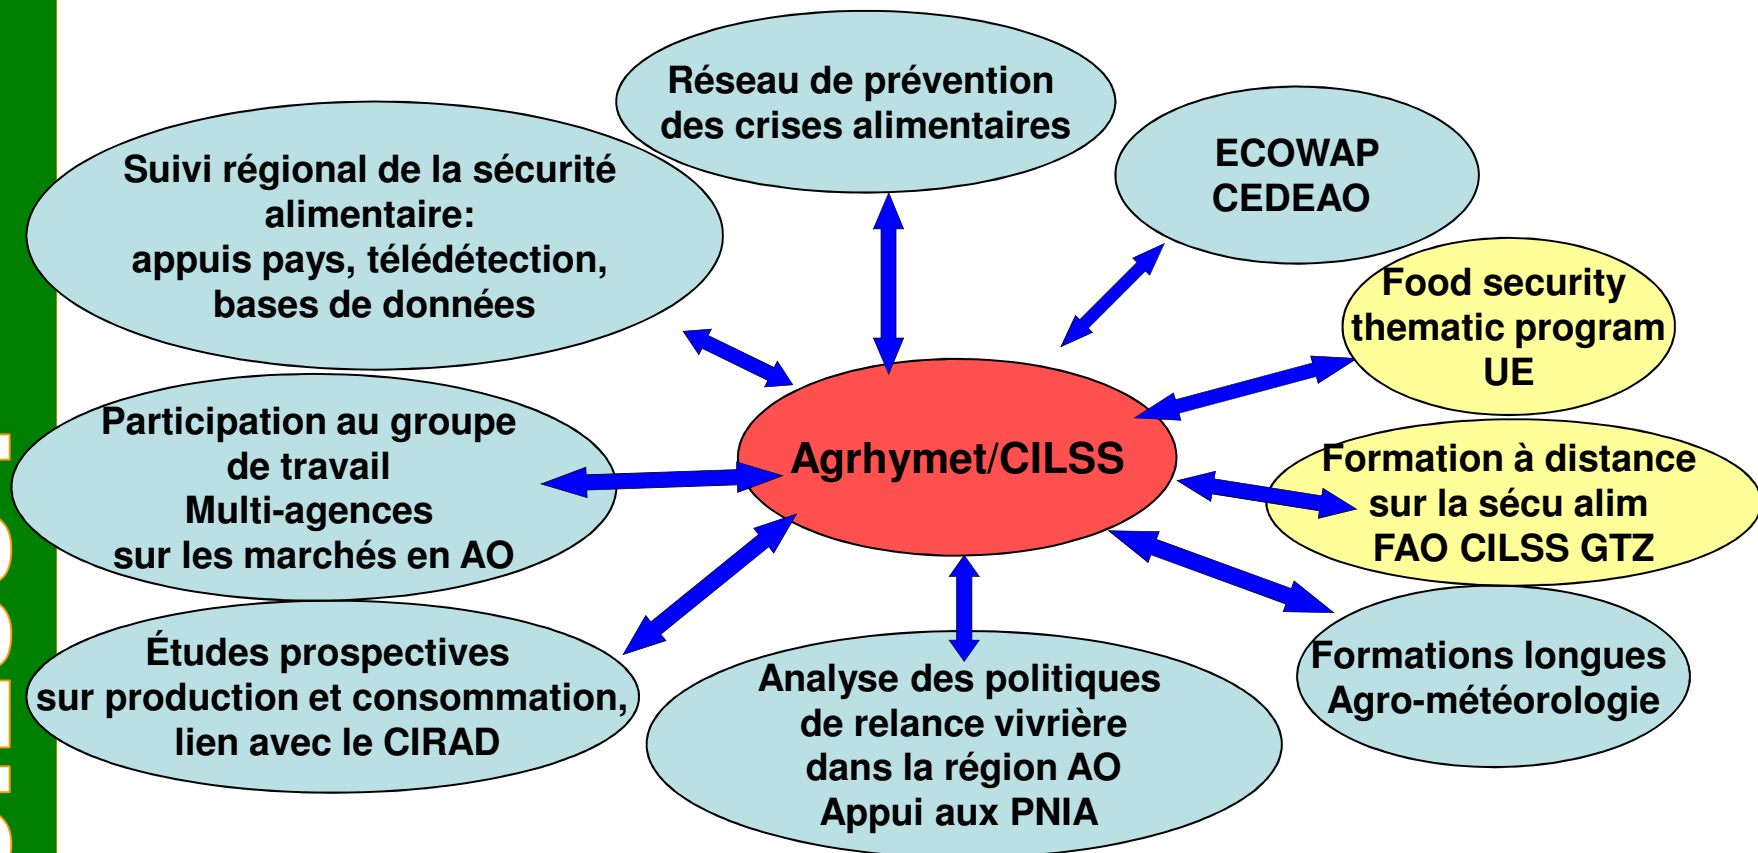 Réseau de prévention
des crises alimentaires
ECOWAP
CEDEAO
Suivi régional de la sécurité
alimentaire:
appuis pays, télédétection,
bases de données
Food security
thematic program
UE
Participation au groupe
de travail
Multi-agences
sur les marchés en AO
Agrhymet/CILSS
Formation à distance
sur la sécu alim
FAO CILSS GTZ
Études prospectives
sur production et consommation,
lien avec le CIRAD
Analyse des politiques
de relance vivrière
dans la région AO
Appui aux PNIA
Formations longues
Agro-météorologie